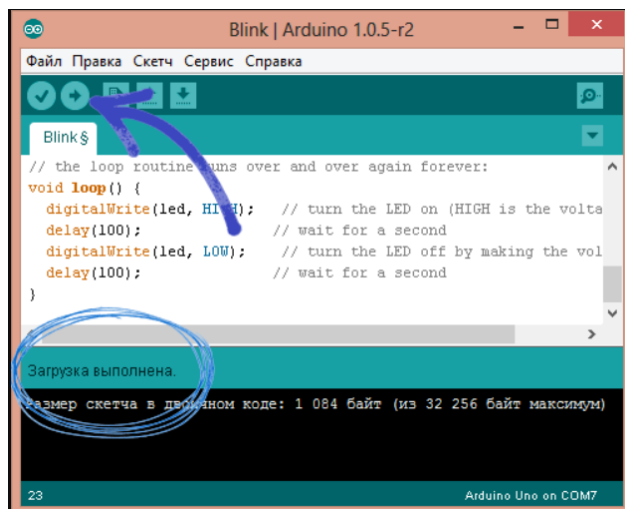 Blink | Arduino 1.0.5-r2
Файл Правка Скетч Сервис Справка
Blink §
// the loop routine runs over and over again forever:
void loop() {
digitalWrite(led, HIGH); // turn the LED on (HIGH is the volta
delay(100); // wait for a second
digitalWrite(led, LOW); // turn the LED off by making the vol
delay(100); // wait for a second
}
Загрузка выполнена.
Размер скетча в двоичном коде: 1 084 байт (из 32 256 байт максимум)
23 Arduino Uno on COM7